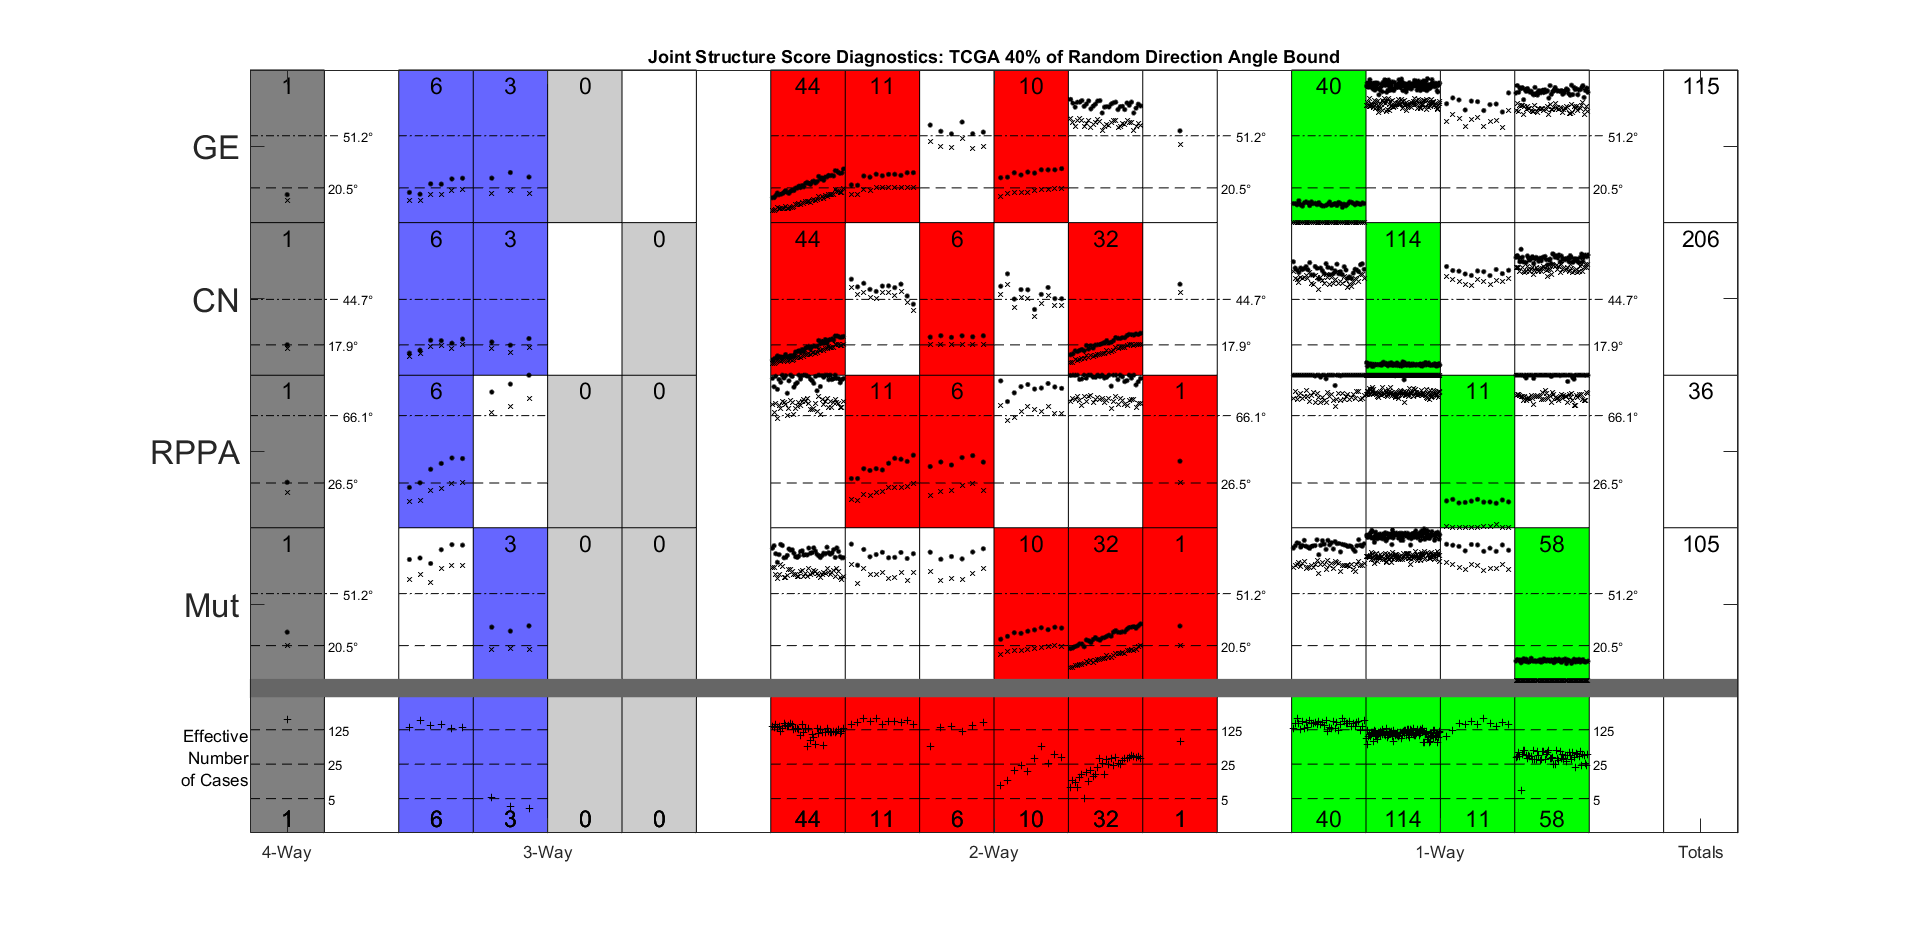 Joint Structure Score Diagnostics: TCGA 40% of Random Direction Angle Bound
1 6 3 0 44 11 10 40 115
GE 51.2° 51.2° 51.2°
20.5° 20.5° 20.5°
1 6 3 0 44 6 32 114 206
CN 44.7° 44.7° 44.7°
17.9° 17.9° 17.9°
1 6 0 0 11 6 1 11 36
RPPA 66.1° 66.1° 66.1°
26.5° 26.5° 26.5°
1 3 0 0 10 32 1 58 105
Mut 51.2° 51.2° 51.2°
20.5° 20.5° 20.5°
Effective 125 125 125
Number 25 25 25
of Cases 5 5 5
1 6 3 0 0 44 11 6 10 32 1 40 114 11 58
4-Way 3-Way 2-Way 1-Way Totals